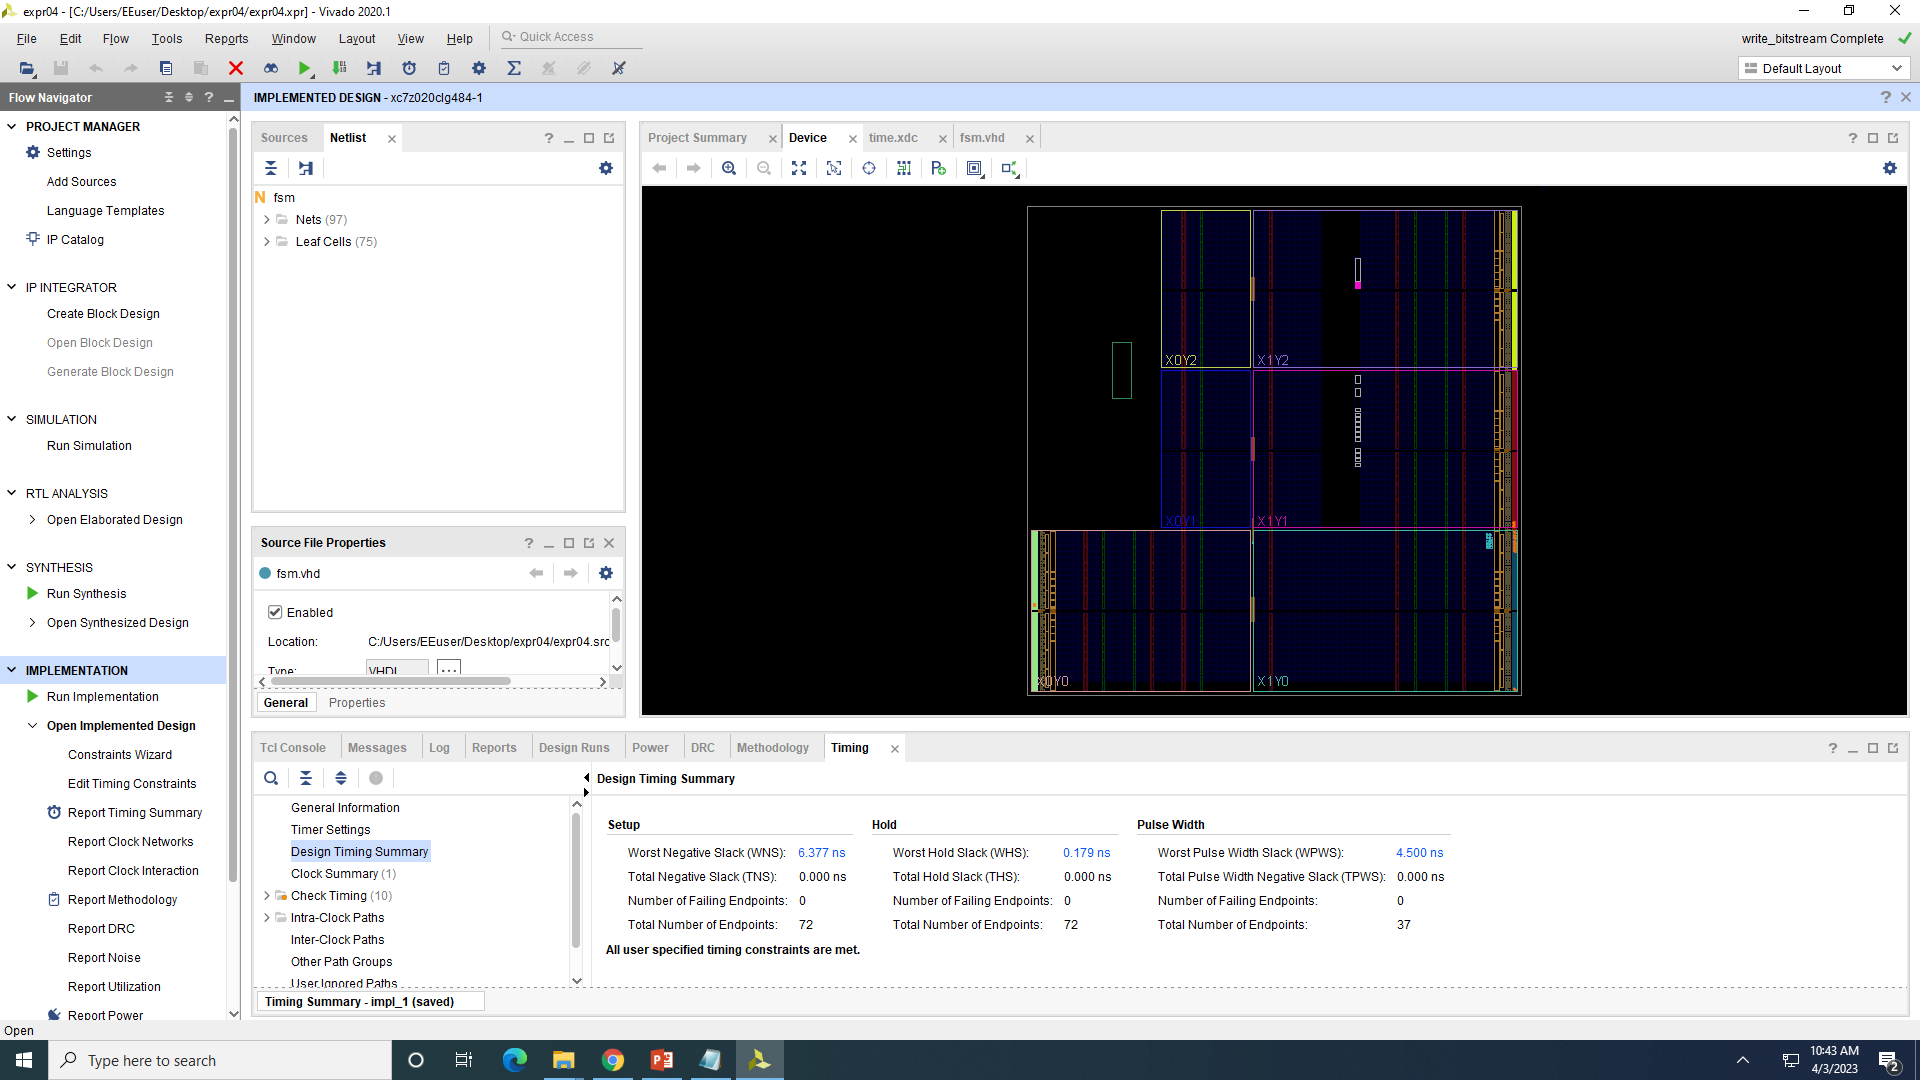 expr04 - [C:/Users/EEuser/Desktop/expr04/expr04.xpr] - Vivado 2020.1
File Edit Flow Tools Reports Window Layout View Help Quick Access
write_bitstream Complete
Default Layout
Flow Navigator
PROJECT MANAGER
Settings
Add Sources
Language Templates
IP Catalog
IP INTEGRATOR
Create Block Design
Open Block Design
Generate Block Design
SIMULATION
Run Simulation
RTL ANALYSIS
Open Elaborated Design
SYNTHESIS
Run Synthesis
Open Synthesized Design
IMPLEMENTATION
Run Implementation
Open Implemented Design
Constraints Wizard
Edit Timing Constraints
Report Timing Summary
Report Clock Networks
Report Clock Interaction
Report Methodology
Report DRC
Report Noise
Report Utilization
Report Power
IMPLEMENTED DESIGN - xc7z020clg484-1
Sources Netlist
N fsm
Nets (97)
Leaf Cells (75)
Source File Properties
fsm.vhd
Enabled
Location: C:/Users/EEuser/Desktop/expr04/expr04.src
Type: VHDL ...
General Properties
Project Summary Device time.xdc fsm.vhd
X0Y2 X1Y2
X0Y1 X1Y1
X0Y0 X1Y0
Tcl Console Messages Log Reports Design Runs Power DRC Methodology Timing
General Information
Timer Settings
Design Timing Summary
Clock Summary (1)
Check Timing (10)
Intra-Clock Paths
Inter-Clock Paths
Other Path Groups
User Ignored Paths
Timing Summary - impl_1 (saved)
Design Timing Summary
Setup Hold Pulse Width
Worst Negative Slack (WNS): 6.377 ns Worst Hold Slack (WHS): 0.179 ns Worst Pulse Width Slack (WPWS): 4.500 ns
Total Negative Slack (TNS): 0.000 ns Total Hold Slack (THS): 0.000 ns Total Pulse Width Negative Slack (TPWS): 0.000 ns
Number of Failing Endpoints: 0 Number of Failing Endpoints: 0 Number of Failing Endpoints: 0
Total Number of Endpoints: 72 Total Number of Endpoints: 72 Total Number of Endpoints: 37
All user specified timing constraints are met.
Open
Type here to search
10:43 AM
4/3/2023
2